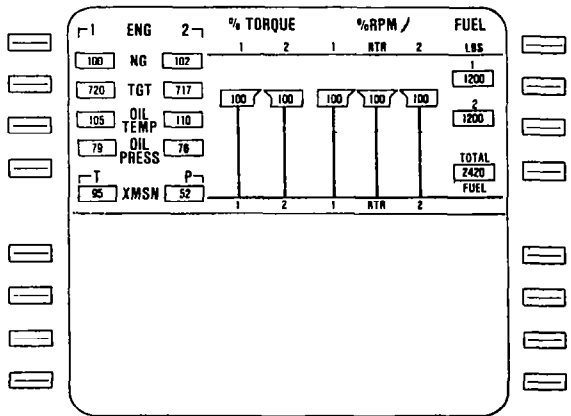 1 ENG 2 % TORQUE %RPM FUEL
1 2 1 RTR 2 LBS
100 NG 102 1
1200
720 TGT 717
100 100 100 100 100
105 OIL TEMP 110 2
1200
79 OIL PRESS 78
TOTAL
T P 2420
95 XMSN 52 FUEL
1 2 1 RTR 2